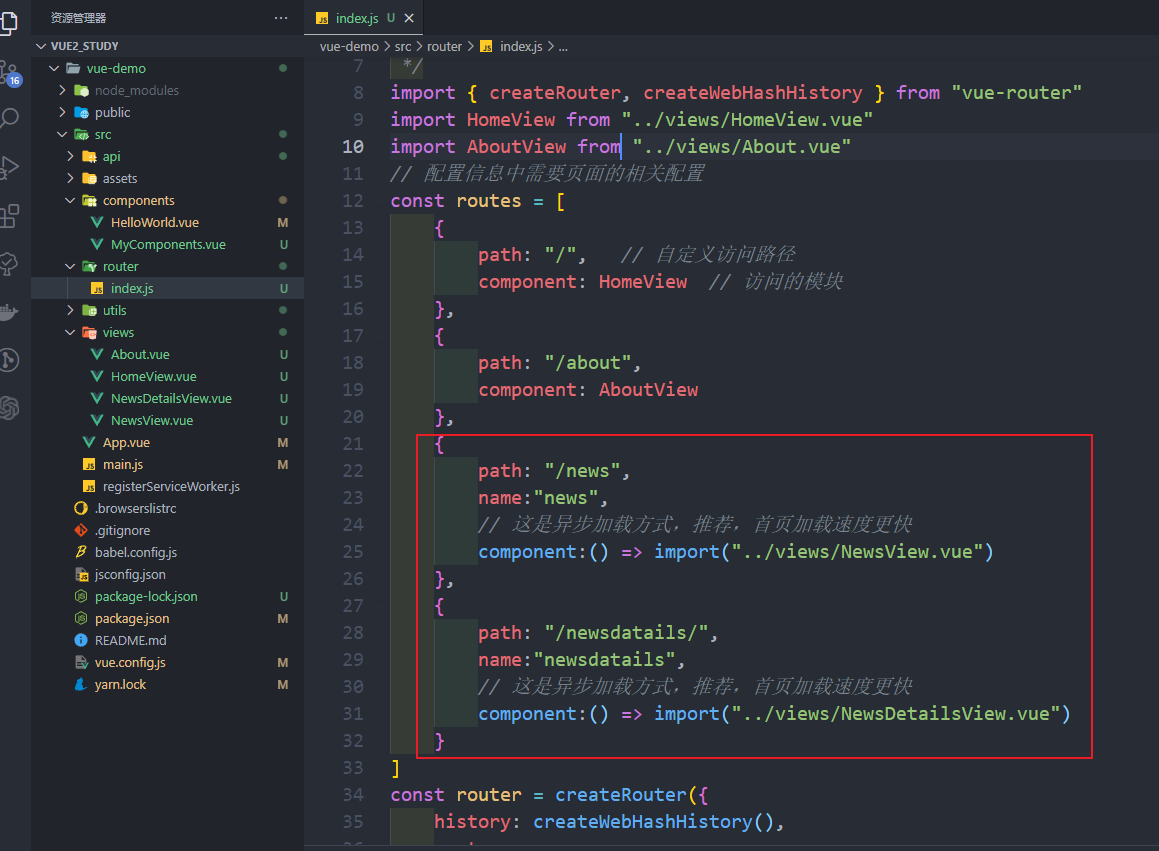 资源管理器
···
index.js U ×
VUE2_STUDY
vue-demo > src > router > index.js > ...
16
vue-demo
node_modules
public
src
api
assets
components
HelloWorld.vue M
MyComponents.vue U
router
index.js U
utils
views
About.vue U
HomeView.vue U
NewsDetailsView.vue U
NewsView.vue U
App.vue M
main.js M
registerServiceWorker.js
.browserslistrc
.gitignore
babel.config.js
jsconfig.json
package-lock.json U
package.json M
README.md
vue.config.js M
yarn.lock M
7 */
8 import { createRouter, createWebHashHistory } from "vue-router"
9 import HomeView from "../views/HomeView.vue"
10 import AboutView from "../views/About.vue"
11 // 配置信息中需要页面的相关配置
12 const routes = [
13 {
14 path: "/", // 自定义访问路径
15 component: HomeView // 访问的模块
16 },
17 {
18 path: "/about",
19 component: AboutView
20 },
21 {
22 path: "/news",
23 name:"news",
24 // 这是异步加载方式，推荐，首页加载速度更快
25 component:() => import("../views/NewsView.vue")
26 },
27 {
28 path: "/newsdatails/",
29 name:"newsdatails",
30 // 这是异步加载方式，推荐，首页加载速度更快
31 component:() => import("../views/NewsDetailsView.vue")
32 }
33 ]
34 const router = createRouter({
35 history: createWebHashHistory(),